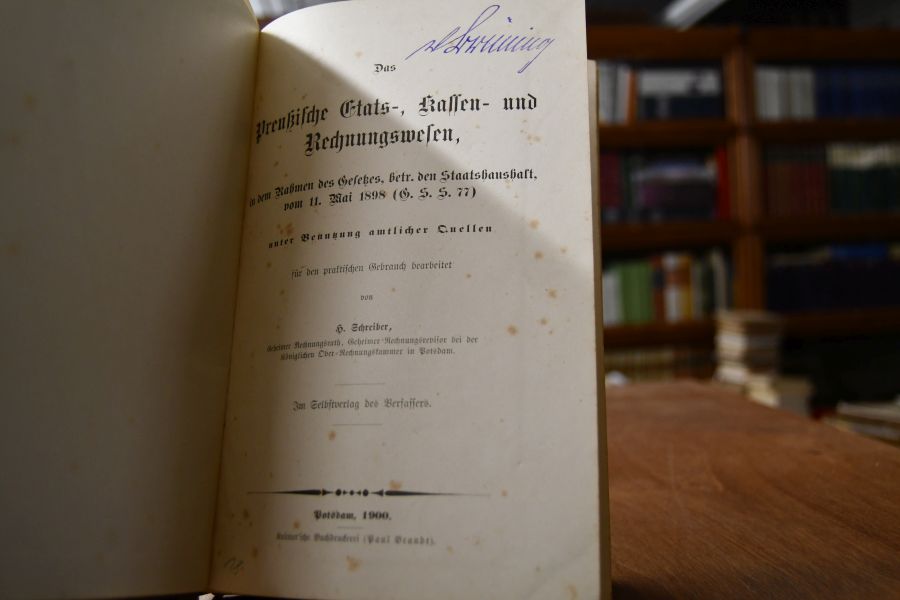 Brüning
Das
Preußische Etats-, Kassen- und
Rechnungswesen,
in dem Rahmen des Gesetzes, betr. den Staatshaushalt,
vom 11. Mai 1898 (G. S. S. 77)
unter Benutzung amtlicher Quellen
für den praktischen Gebrauch bearbeitet
von
H. Schreiber,
Geheimer Rechnungsrath, Geheimer Rechnungsrevisor bei der
Königlichen Ober-Rechnungskammer in Potsdam.
Im Selbstverlag des Verfassers.
Potsdam, 1900.
Buchdruckerei (Paul Brandt).